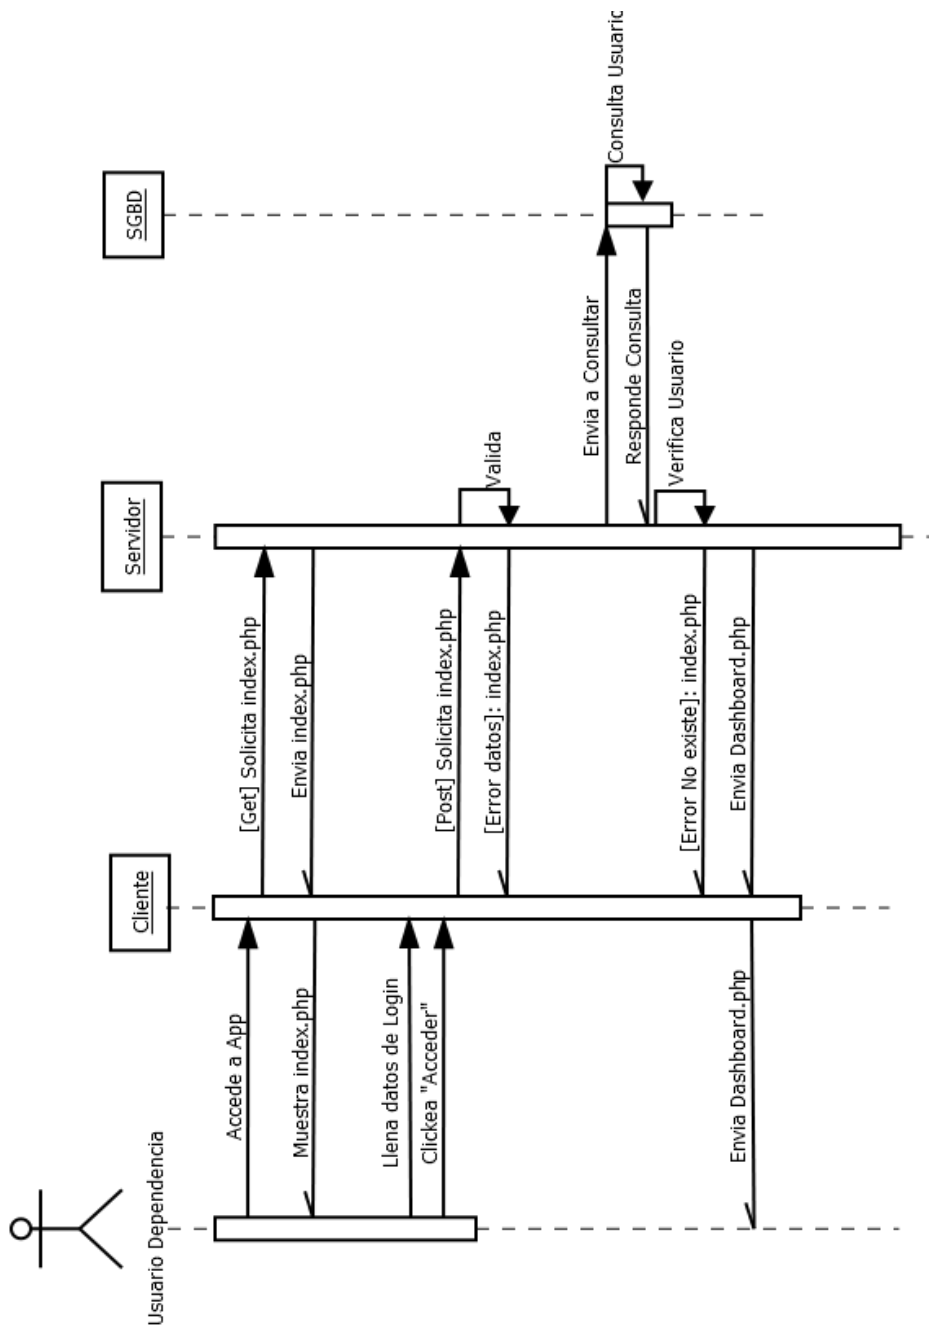 Usuario Dependencia
Cliente
Servidor
SGBD
Accede a App
[Get] Solicita index.php
Envia index.php
Muestra index.php
Llena datos de Login
Clickea "Acceder"
[Post] Solicita index.php
Valida
[Error datos]: index.php
Envia a Consultar
Consulta Usuario
Responde Consulta
Verifica Usuario
[Error No existe]: index.php
Envia Dashboard.php
Envia Dashboard.php